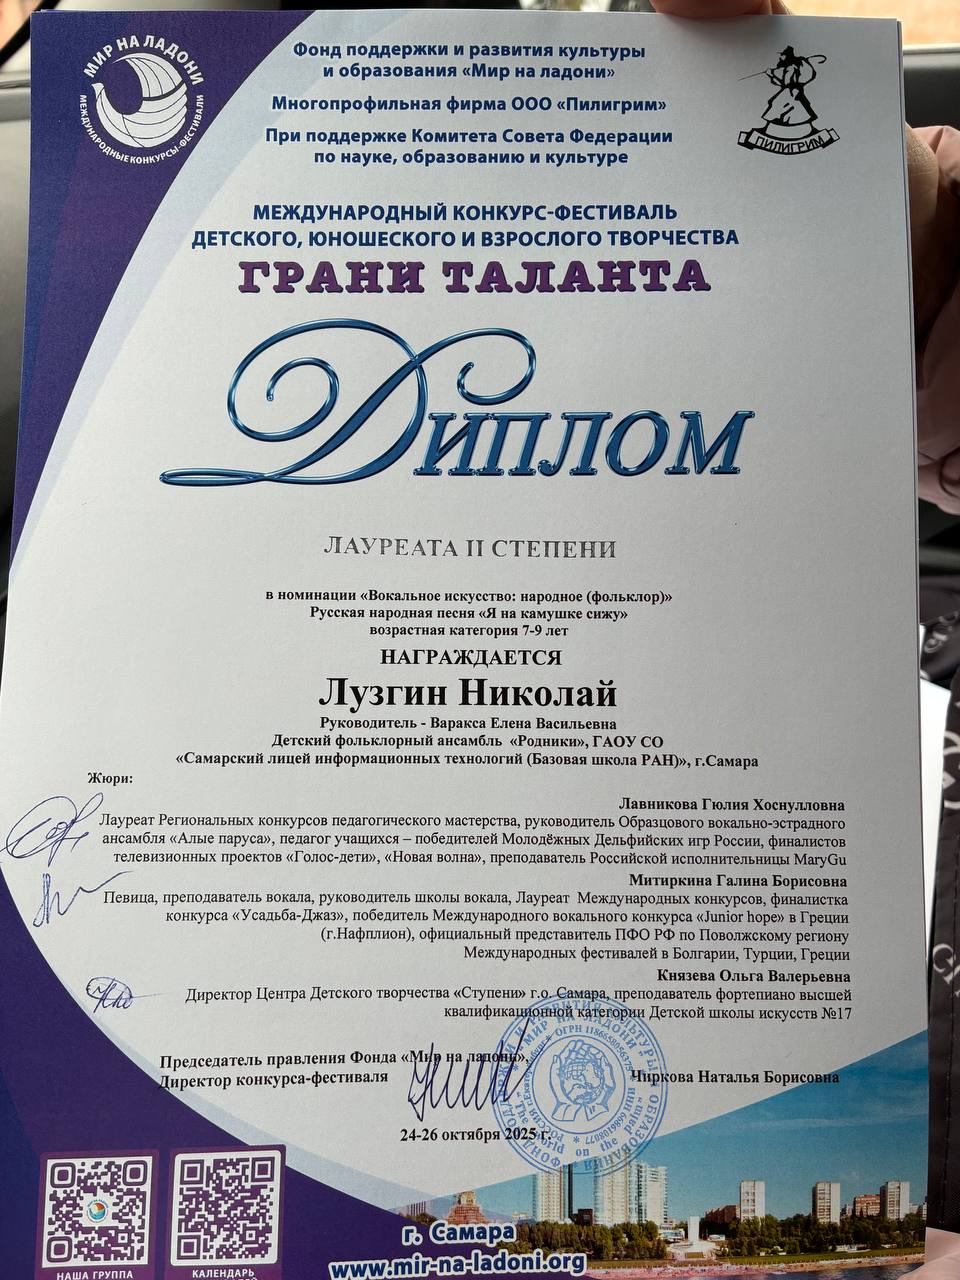 МИР НА ЛАДОНИ
МЕЖДУНАРОДНЫЕ КОНКУРСЫ-ФЕСТИВАЛИ
Фонд поддержки и развития культуры
и образования «Мир на ладони»
Многопрофильная фирма ООО «Пилигрим»
При поддержке Комитета Совета Федерации
по науке, образованию и культуре
ПИЛИГРИМ
МЕЖДУНАРОДНЫЙ КОНКУРС-ФЕСТИВАЛЬ
ДЕТСКОГО, ЮНОШЕСКОГО И ВЗРОСЛОГО ТВОРЧЕСТВА
ГРАНИ ТАЛАНТА
Диплом
ЛАУРЕАТА II СТЕПЕНИ
в номинации «Вокальное искусство: народное (фольклор)»
Русская народная песня «Я на камушке сижу»
возрастная категория 7-9 лет
НАГРАЖДАЕТСЯ
Лузгин Николай
Руководитель - Варакса Елена Васильевна
Детский фольклорный ансамбль «Родники», ГАОУ СО
«Самарский лицей информационных технологий (Базовая школа РАН)», г.Самара
Жюри:
Лавникова Гюлия Хоснулловна
Лауреат Региональных конкурсов педагогического мастерства, руководитель Образцового вокально-эстрадного
ансамбля «Алые паруса», педагог учащихся – победителей Молодёжных Дельфийских игр России, финалистов
телевизионных проектов «Голос-дети», «Новая волна», преподаватель Российской исполнительницы MaryGu
Митиркина Галина Борисовна
Певица, преподаватель вокала, руководитель школы вокала, Лауреат Международных конкурсов, финалистка
конкурса «Усадьба-Джаз», победитель Международного вокального конкурса «Junior hope» в Греции
(г.Нафплион), официальный представитель ПФО РФ по Поволжскому региону
Международных фестивалей в Болгарии, Турции, Греции
Князева Ольга Валерьевна
Директор Центра Детского творчества «Ступени» г.о. Самара, преподаватель фортепиано высшей
квалификационной категории Детской школы искусств №17
Председатель правления Фонда «Мир на ладони»,
Директор конкурса-фестиваля
Чиркова Наталья Борисовна
24-26 октября 2025 г.
НАША ГРУППА
КАЛЕНДАРЬ
г. Самара
www.mir-na-ladoni.org